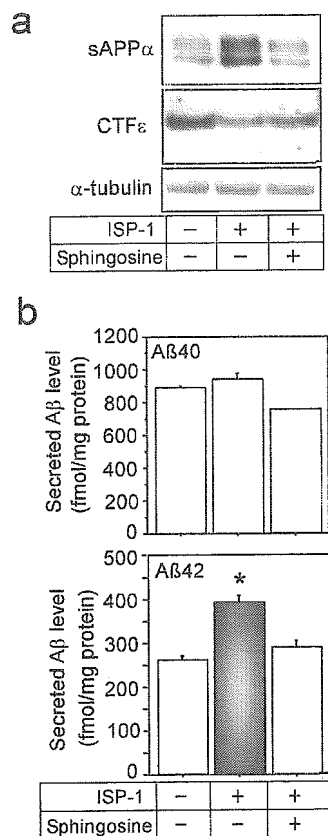 a
sAPPα
CTFε
α-tubulin
ISP-1 − + +
Sphingosine − − +
b
Aß40
Secreted Aβ level
(fmol/mg protein)
1200
1000
800
600
400
200
0
Aß42
*
Secreted Aβ level
(fmol/mg protein)
500
400
300
200
100
0
ISP-1 − + +
Sphingosine − − +